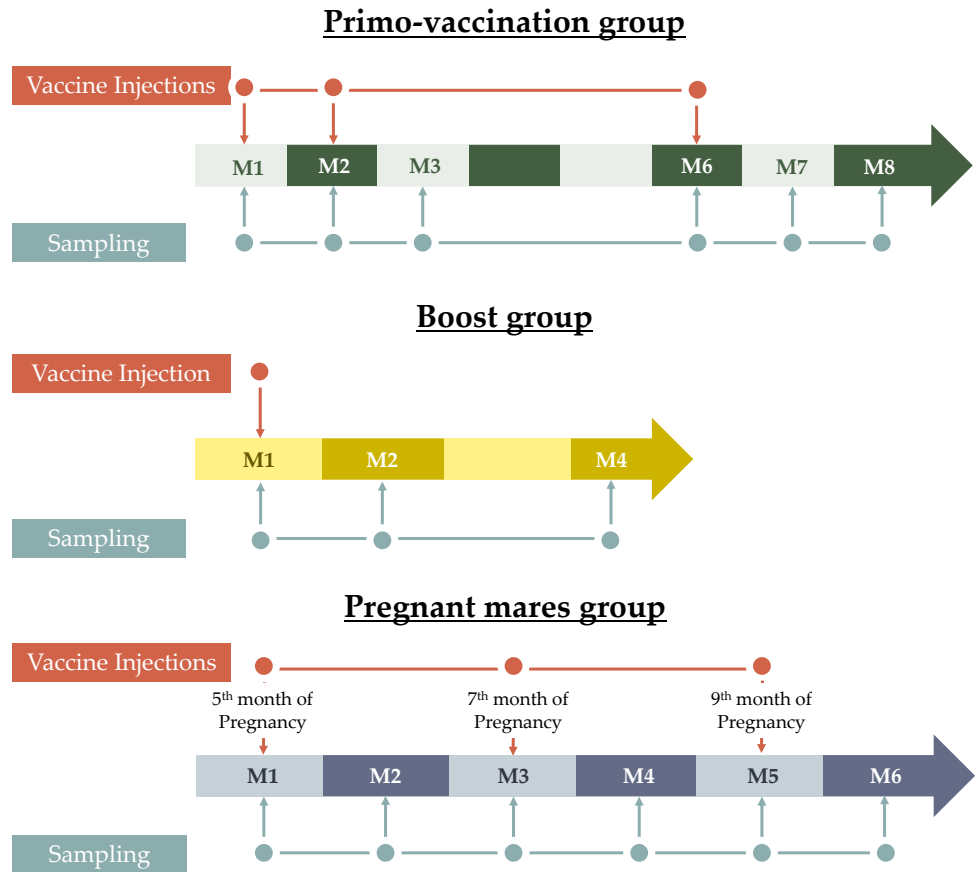 Primo-vaccination group
Vaccine Injections
M1 M2 M3 M6 M7 M8
Sampling
Boost group
Vaccine Injection
M1 M2 M4
Sampling
Pregnant mares group
Vaccine Injections
5th month of Pregnancy
7th month of Pregnancy
9th month of Pregnancy
M1 M2 M3 M4 M5 M6
Sampling